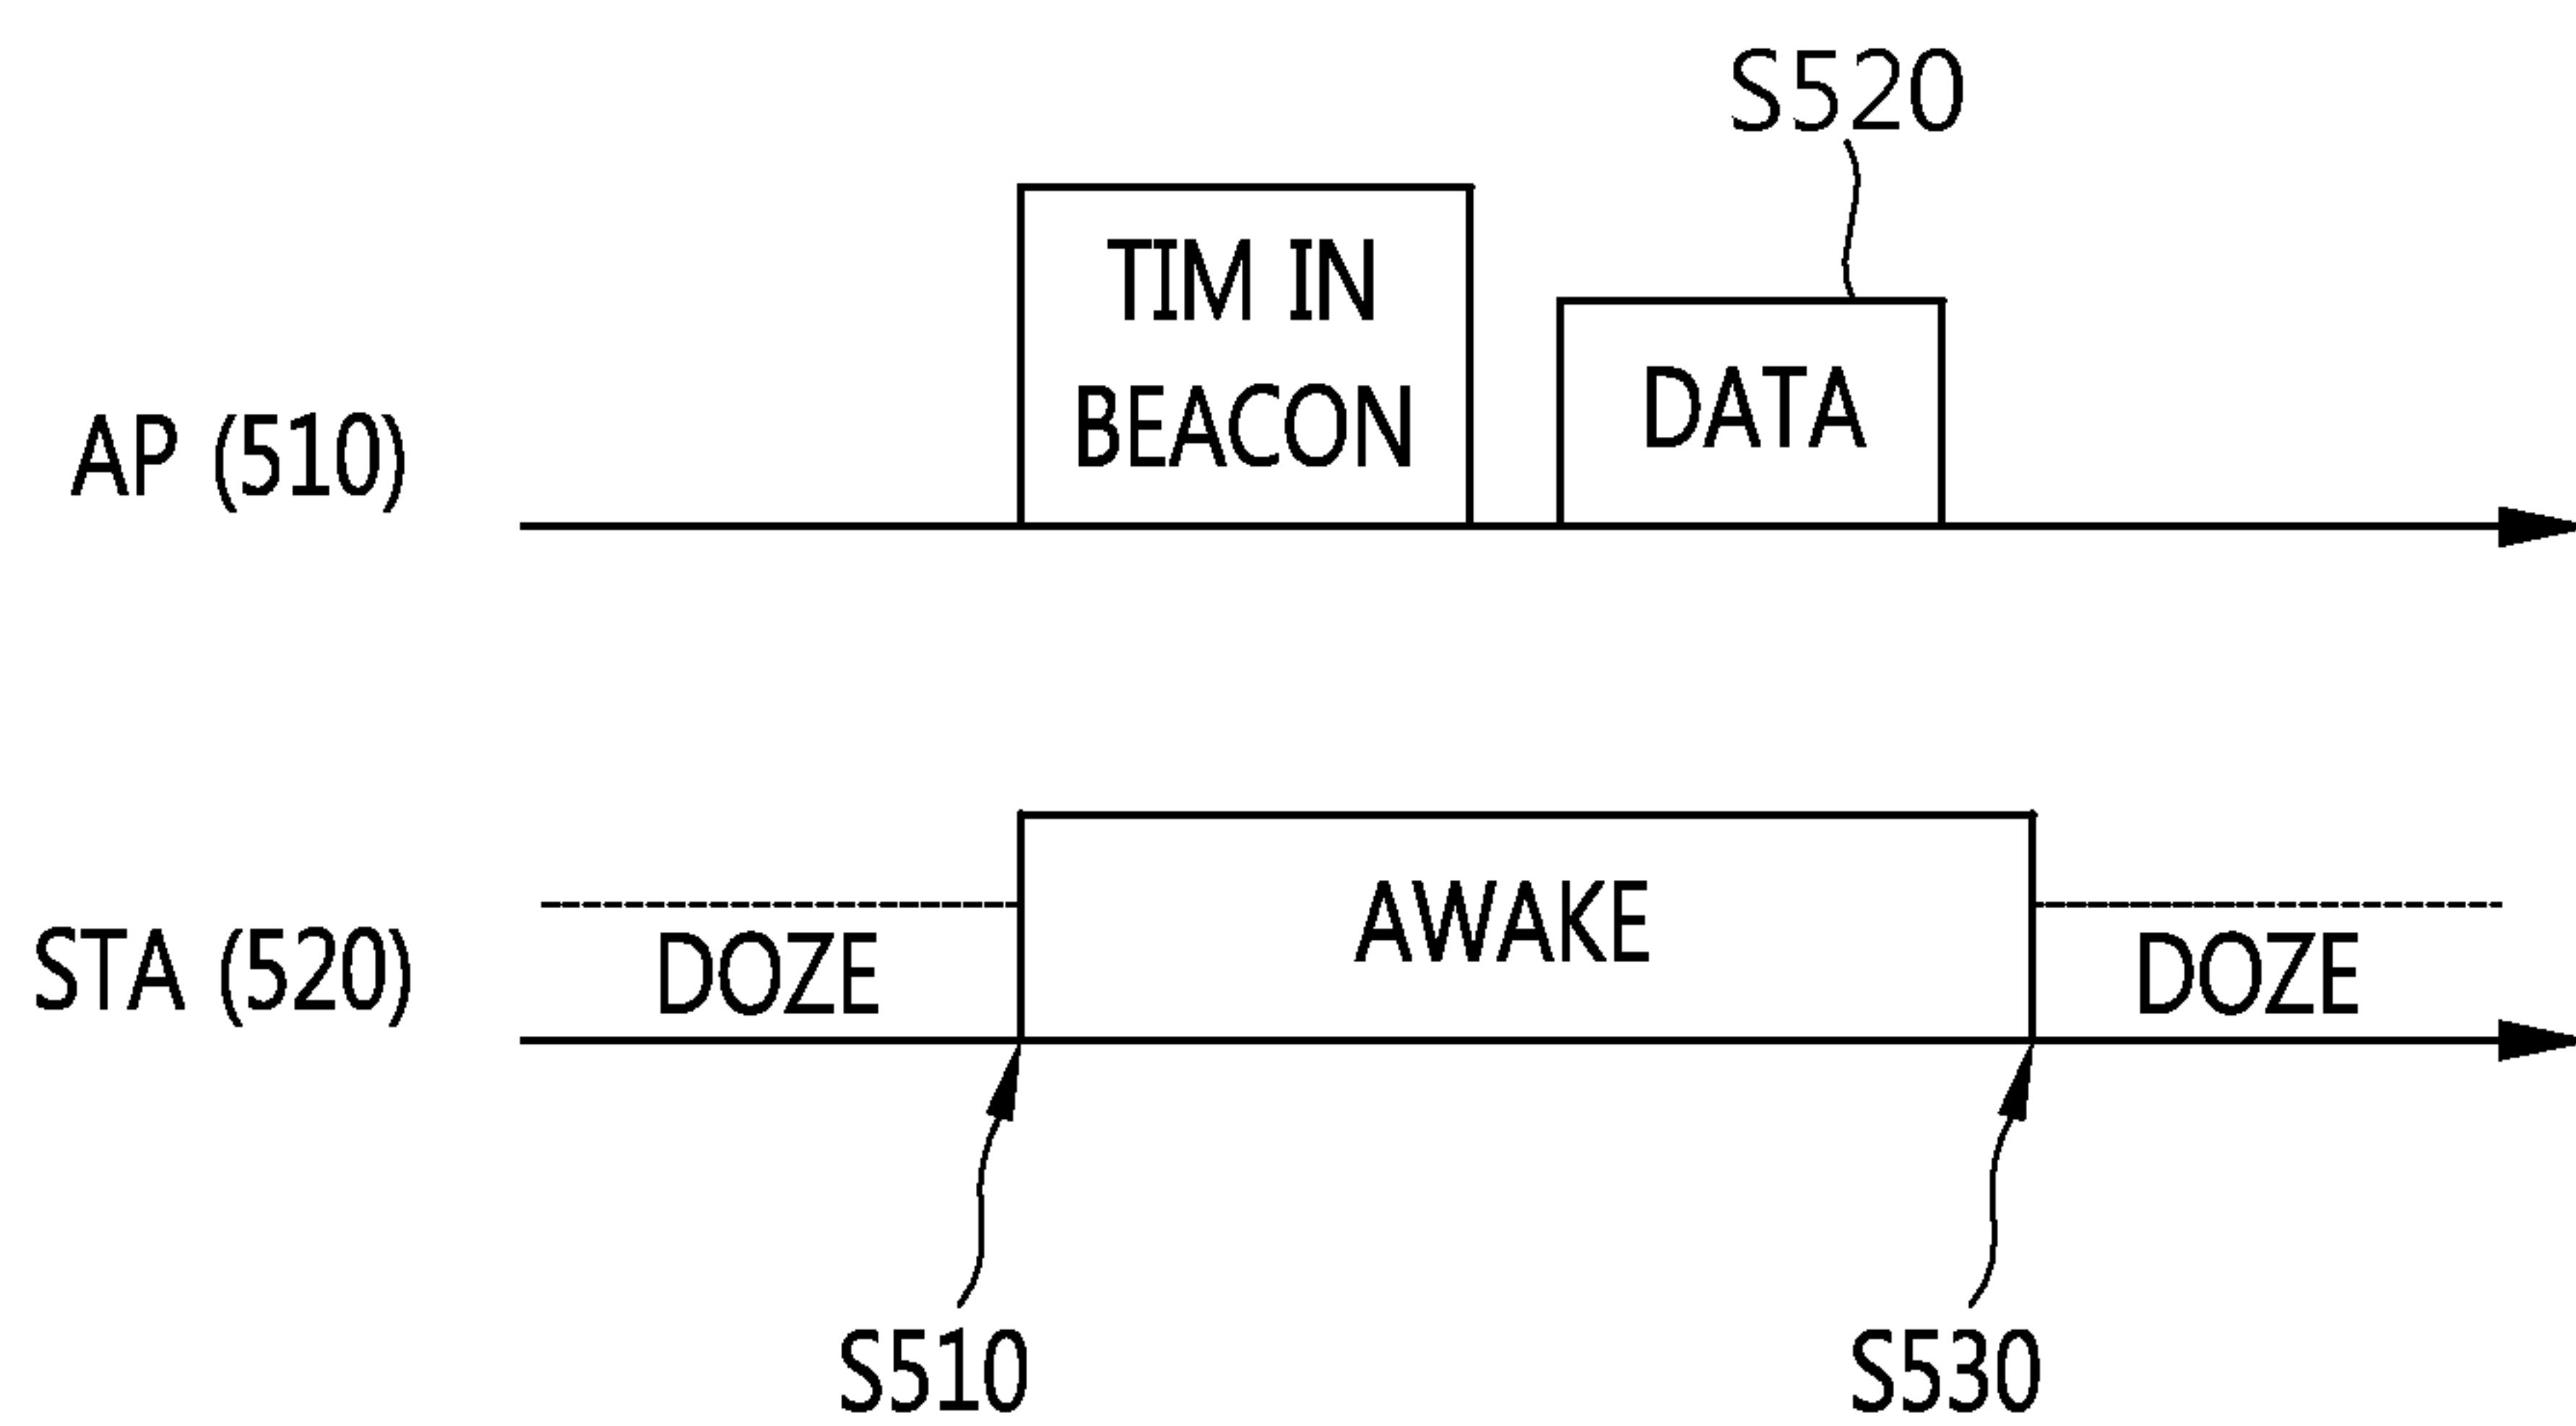 S520
TIM IN
BEACON
DATA
AP (510)
AWAKE
STA (520)
DOZE
DOZE
S510
S530